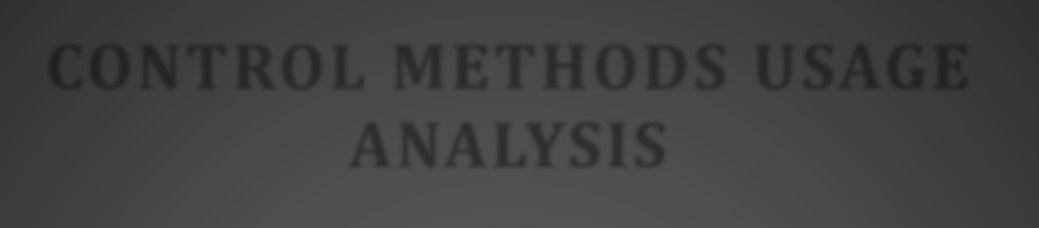 CONTROL METHODS USAGE
ANALYSIS